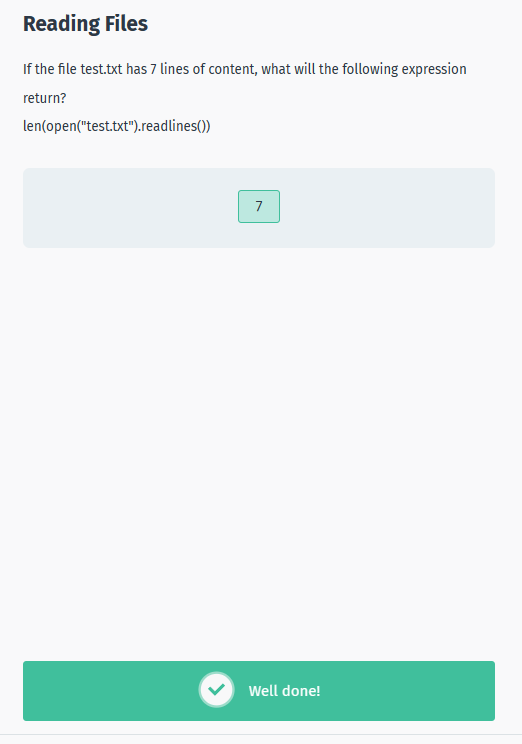 Reading Files
If the file test.txt has 7 lines of content, what will the following expression
return?
len(open("test.txt").readlines())
7
Well done!